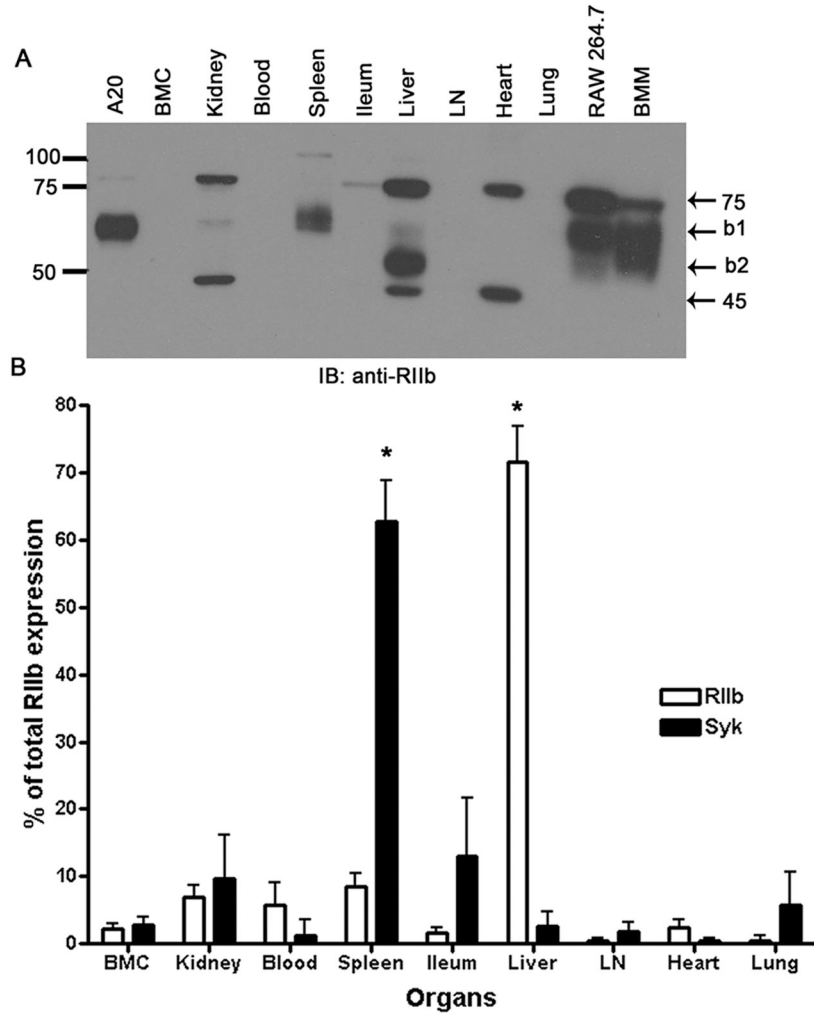 A
A20
BMC
Kidney
Blood
Spleen
Ileum
Liver
LN
Heart
Lung
RAW 264.7
BMM
100
75
50
75
b1
b2
45
IB: anti-RIIb
B
% of total RIIb expression
80
70
60
50
40
30
20
10
0
*
*
RIIb
Syk
BMC Kidney Blood Spleen Ileum Liver LN Heart Lung
Organs